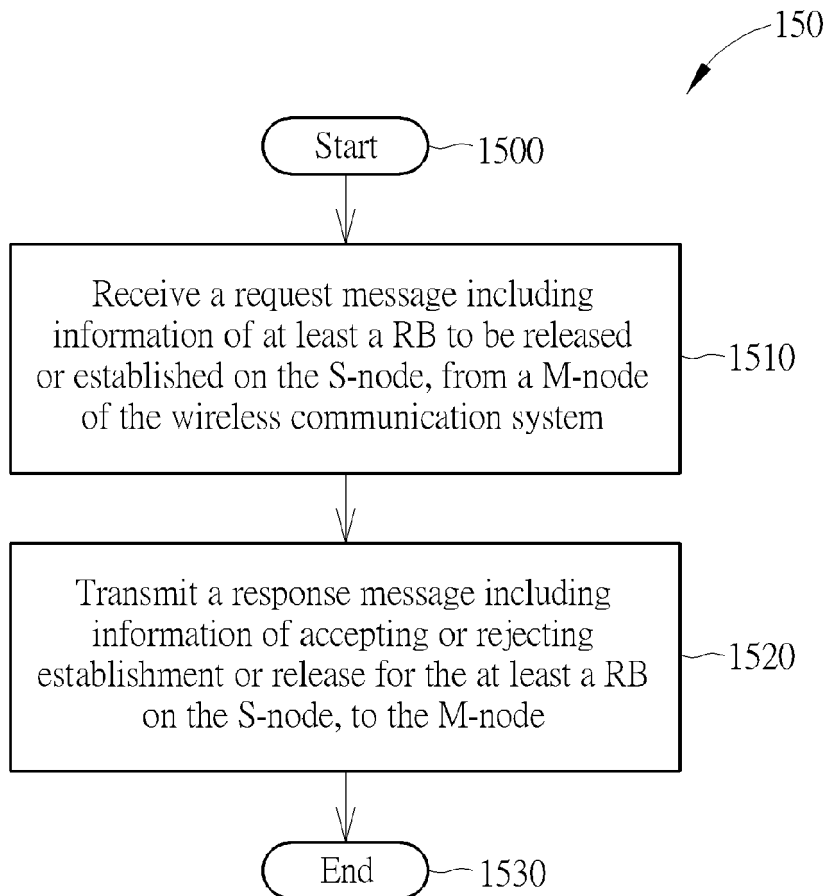 150
Start
1500
Receive a request message including
information of at least a RB to be released
or established on the S-node, from a M-node
of the wireless communication system
1510
Transmit a response message including
information of accepting or rejecting
establishment or release for the at least a RB
on the S-node, to the M-node
1520
End
1530